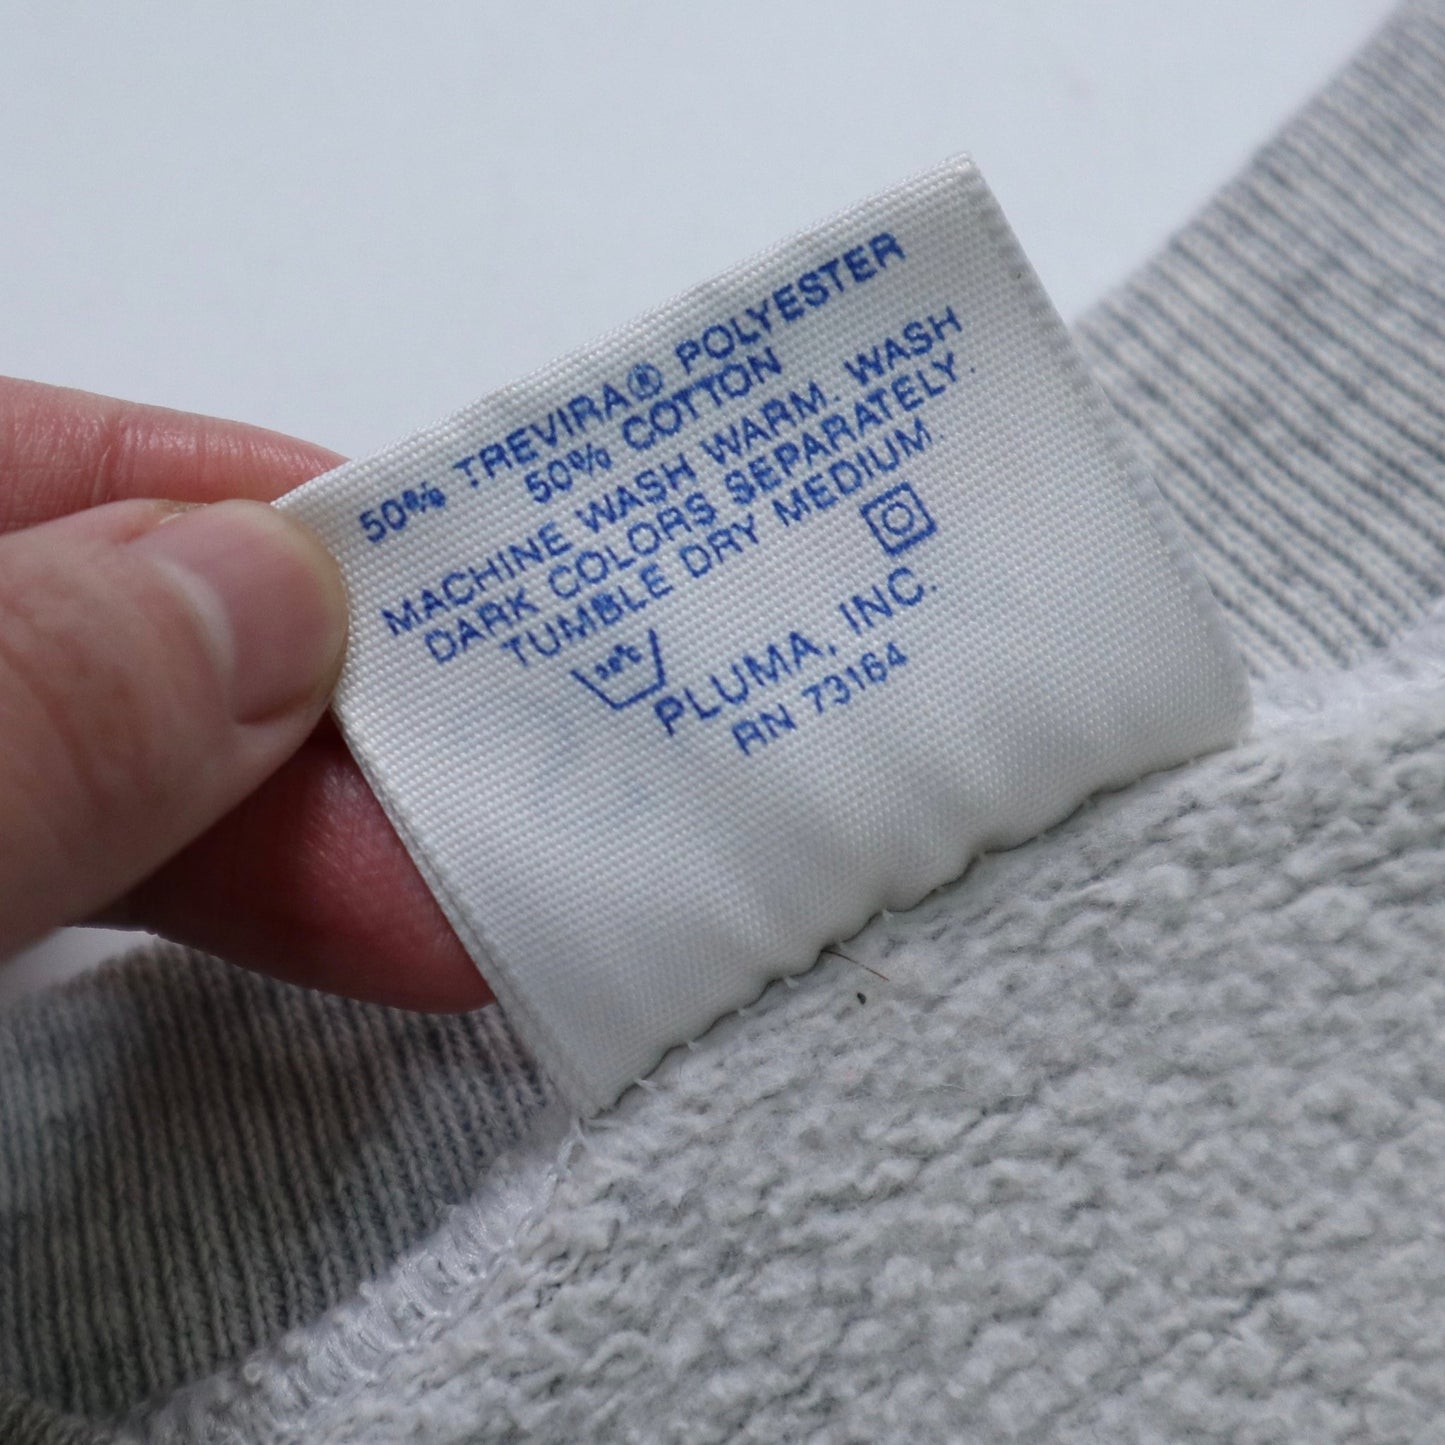 50% TREVIRA® POLYESTER
50% COTTON
MACHINE WASH WARM. WASH
DARK COLORS SEPARATELY.
TUMBLE DRY MEDIUM.
PLUMA, INC.
RN 73164